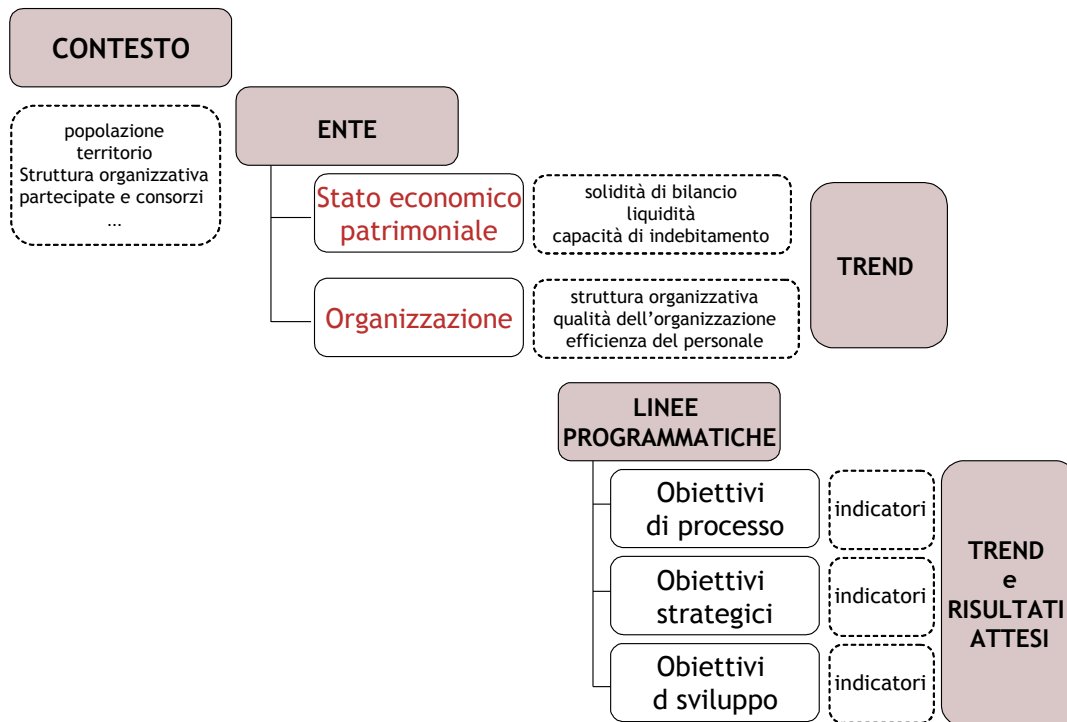 CONTESTO
popolazione
territorio
Struttura organizzativa
partecipate e consorzi
...
ENTE
Stato economico
patrimoniale
solidità di bilancio
liquidità
capacità di indebitamento
Organizzazione
struttura organizzativa
qualità dell’organizzazione
efficienza del personale
TREND
LINEE
PROGRAMMATICHE
Obiettivi
di processo
indicatori
Obiettivi
strategici
indicatori
Obiettivi
d sviluppo
indicatori
TREND
e
RISULTATI
ATTESI